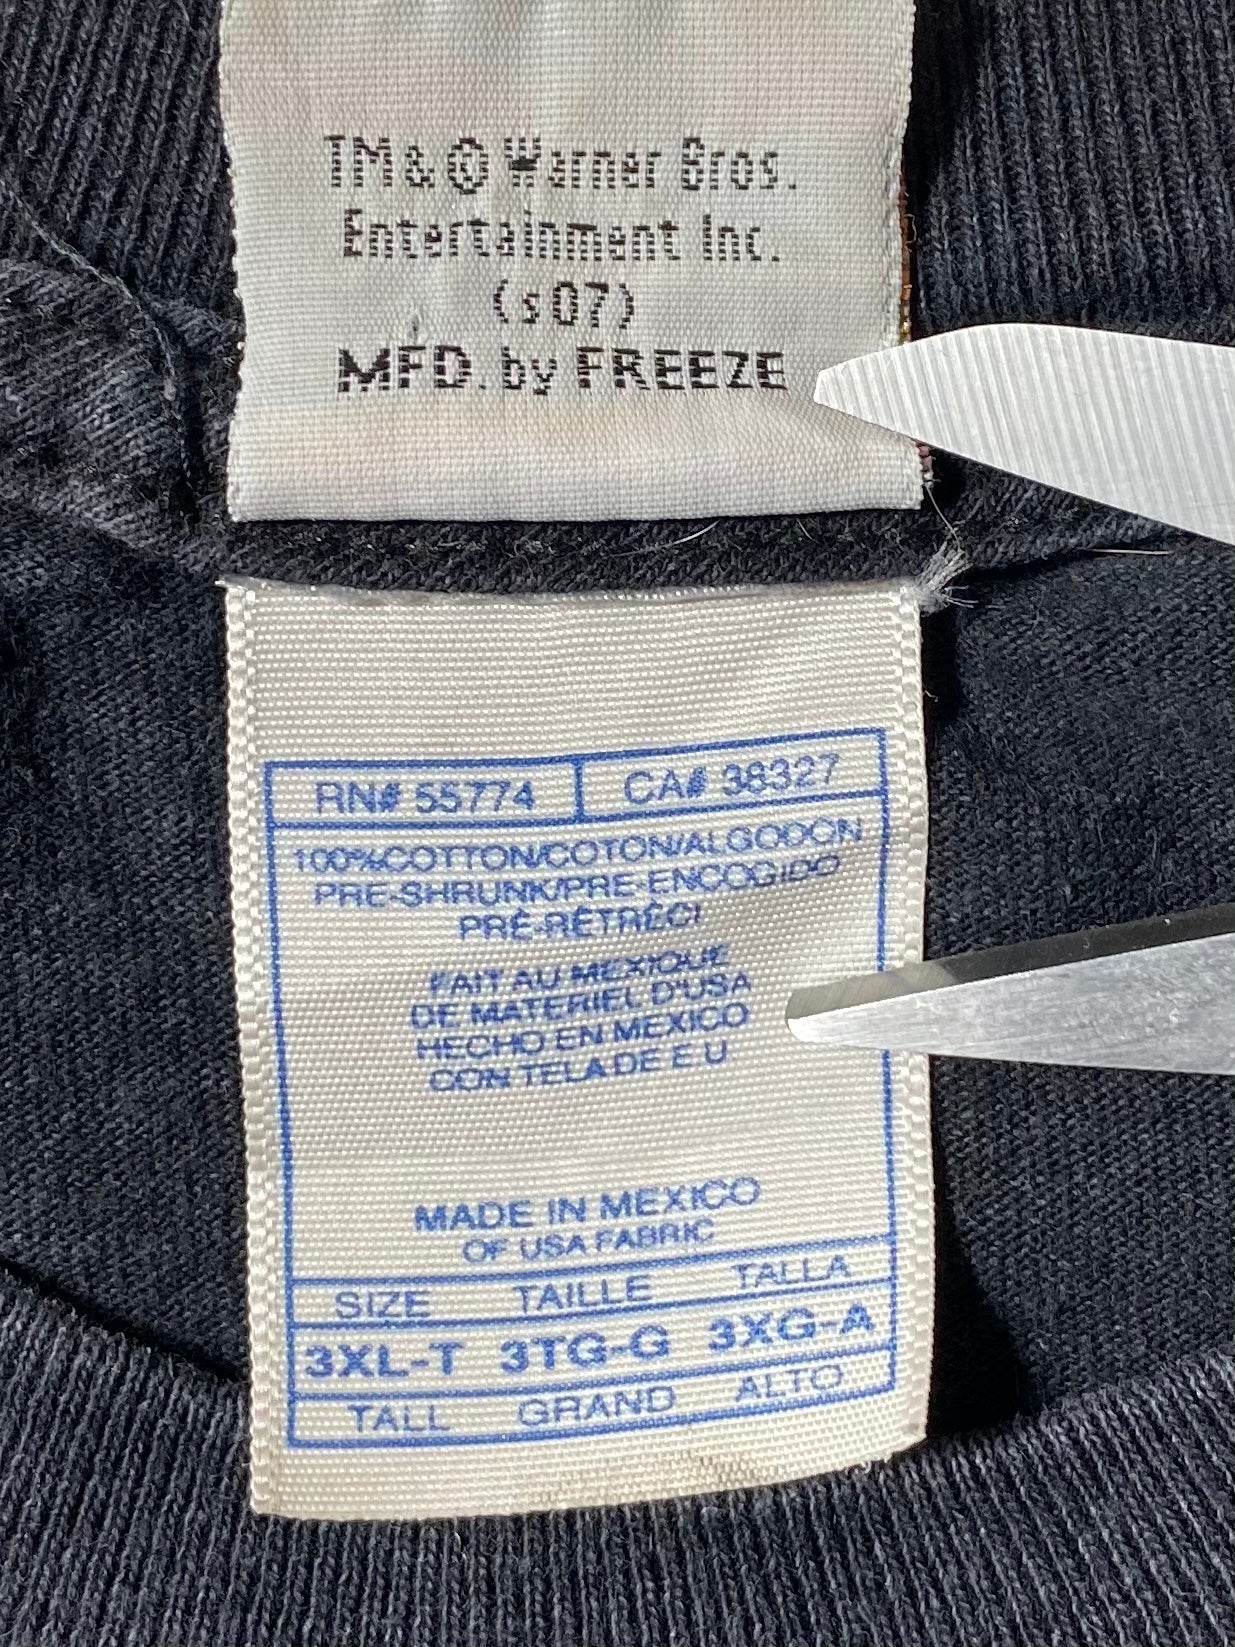 TM & © Warner Bros.
Entertainment Inc.
(s07)
MFD. by FREEZE
RN# 55774 CA# 38327
100%COTTON/COTON/ALGODON
PRE-SHRUNK/PRE-ENCOGIDO
PRÉ-RÉTRÉCI
FAIT AU MEXIQUE
DE MATERIEL D'USA
HECHO EN MEXICO
CON TELA DE E U
MADE IN MEXICO
OF USA FABRIC
SIZE TAILLE TALLA
3XL-T 3TG-G 3XG-A
TALL GRAND ALTO